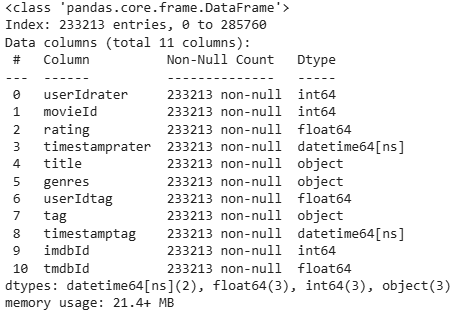 <class 'pandas.core.frame.DataFrame'>
Index: 233213 entries, 0 to 285760
Data columns (total 11 columns):
 #   Column         Non-Null Count   Dtype
---  ------         --------------   -----
 0   userIdrater    233213 non-null  int64
 1   movieId        233213 non-null  int64
 2   rating         233213 non-null  float64
 3   timestamprater 233213 non-null  datetime64[ns]
 4   title          233213 non-null  object
 5   genres         233213 non-null  object
 6   userIdtag      233213 non-null  float64
 7   tag            233213 non-null  object
 8   timestamptag   233213 non-null  datetime64[ns]
 9   imdbId         233213 non-null  int64
 10  tmdbId         233213 non-null  float64
dtypes: datetime64[ns](2), float64(3), int64(3), object(3)
memory usage: 21.4+ MB